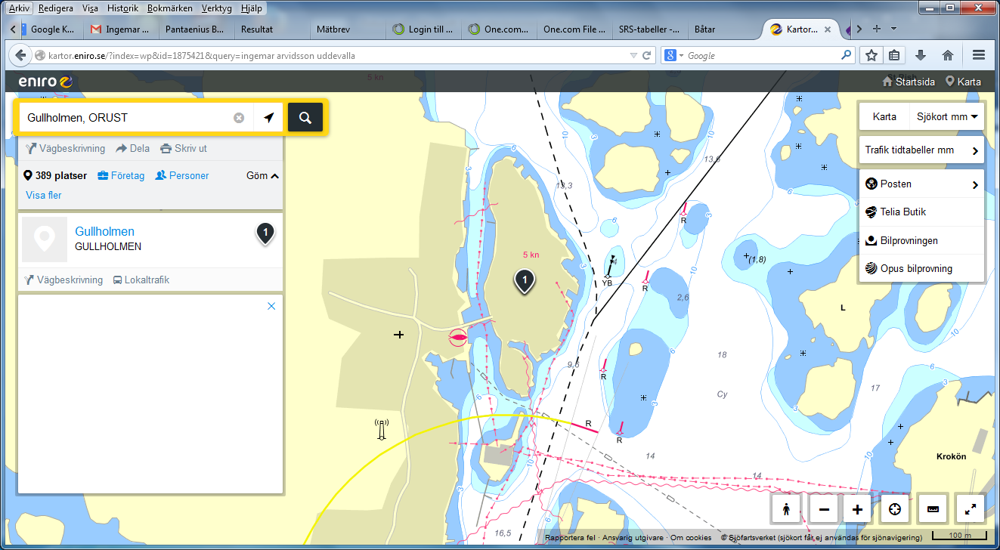 Arkiv Redigera Visa Historik Bokmärken Verktyg Hjälp
Google K... Ingemar ... Pantaenius B... Resultat Mätbrev Login till ... One.com... One.com File ... SRS-tabeller -... Båtar Kartor...
kartor.eniro.se/?index=wp&id=1875421&query=ingemar arvidsson uddevalla
Google
eniro
Startsida Karta
Gullholmen, ORUST
Karta Sjökort mm
Vägbeskrivning Dela Skriv ut
Trafik tidtabeller mm
389 platser Företag Personer Göm
Visa fler
Posten
Telia Butik
Bilprovningen
Opus bilprovning
Gullholmen
GULLHOLMEN
1
Vägbeskrivning Lokaltrafik
5 kn
13,6
13,3
6
10
3
R
5 kn
1
4
YB
R
(1,8)
2,6
L
9,6
R
18
17
Cy
R
R
14
14
Krokön
16,5
Rapportera fel · Ansvarig utgivare · Om cookies © Sjöfartsverket (sjökort får ej användas för sjönavigering)
100 m